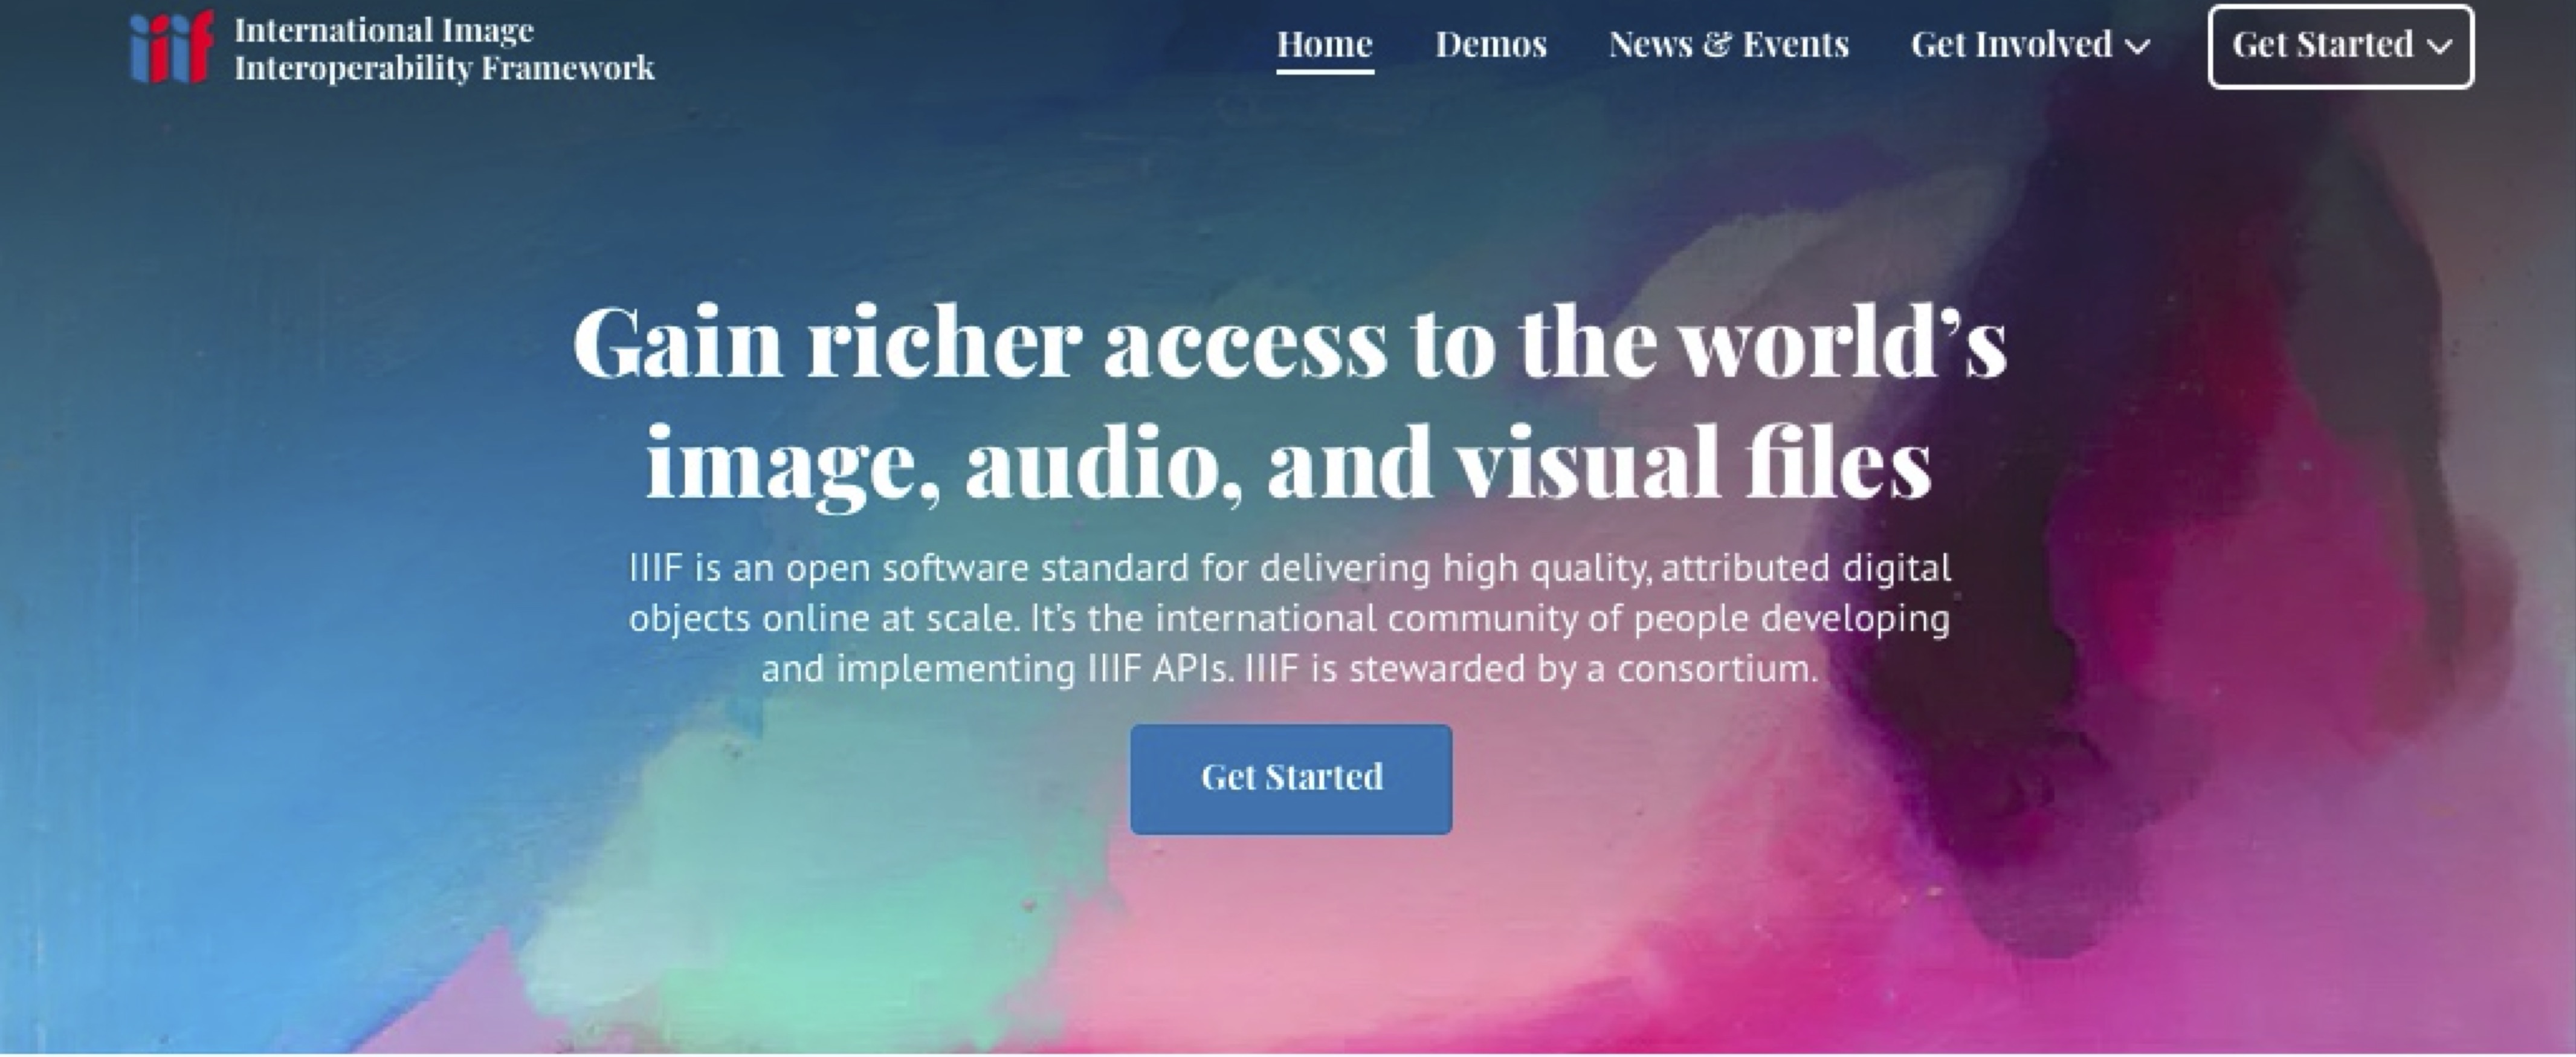 iiif
International Image
Interoperability Framework
Home
Demos
News & Events
Get Involved
Get Started
Gain richer access to the world’s
image, audio, and visual files
IIIF is an open software standard for delivering high quality, attributed digital
objects online at scale. It’s the international community of people developing
and implementing IIIF APIs. IIIF is stewarded by a consortium.
Get Started